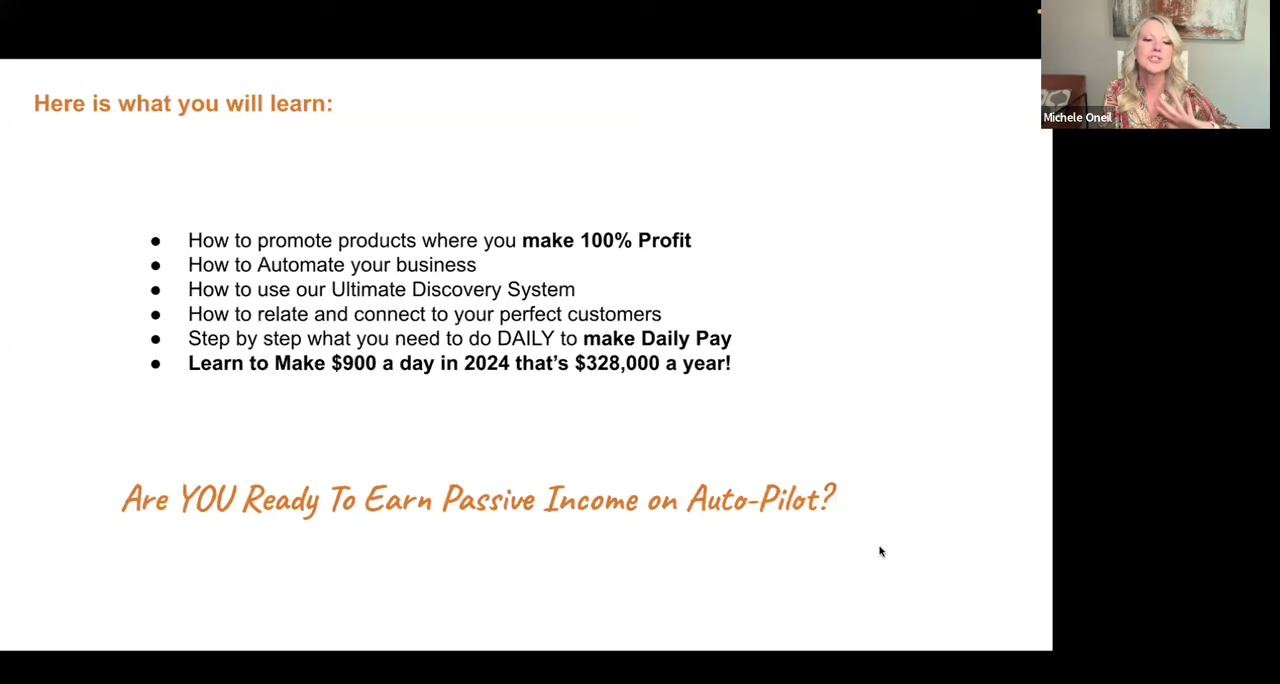 Here is what you will learn:
● How to promote products where you make 100% Profit
● How to Automate your business
● How to use our Ultimate Discovery System
● How to relate and connect to your perfect customers
● Step by step what you need to do DAILY to make Daily Pay
● Learn to Make $900 a day in 2024 that's $328,000 a year!
Are YOU Ready To Earn Passive Income on Auto-Pilot?
Michele Oneil